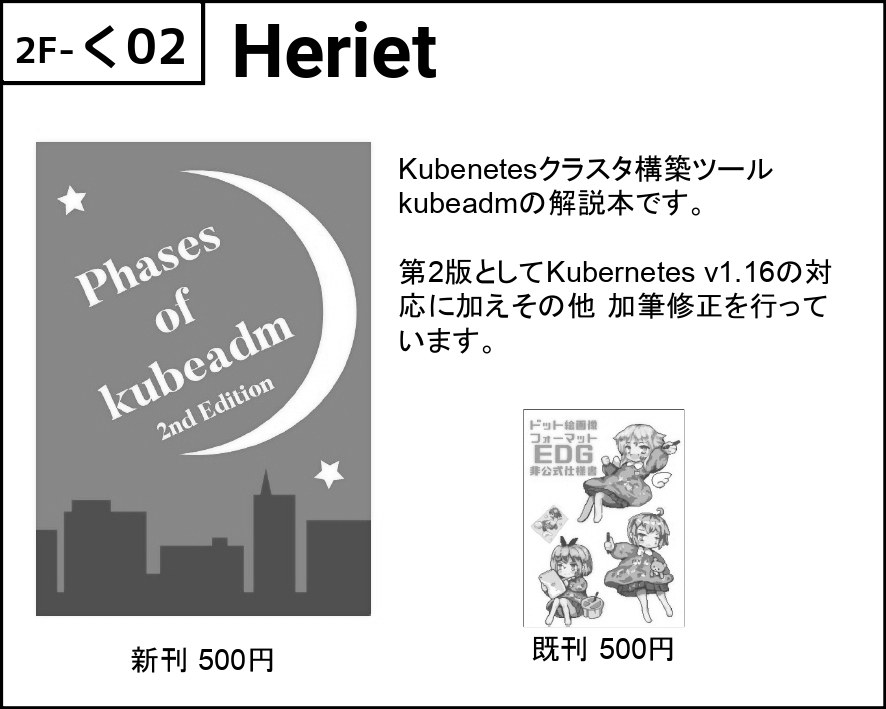 2F-く02
Heriet
Phases
of
kubeadm
2nd Edition
Kubenetesクラスタ構築ツール
kubeadmの解説本です。
第2版としてKubernetes v1.16の対
応に加えその他 加筆修正を行って
います。
ドット絵画像
フォーマット
EDG
非公式仕様書
新刊 500円
既刊 500円